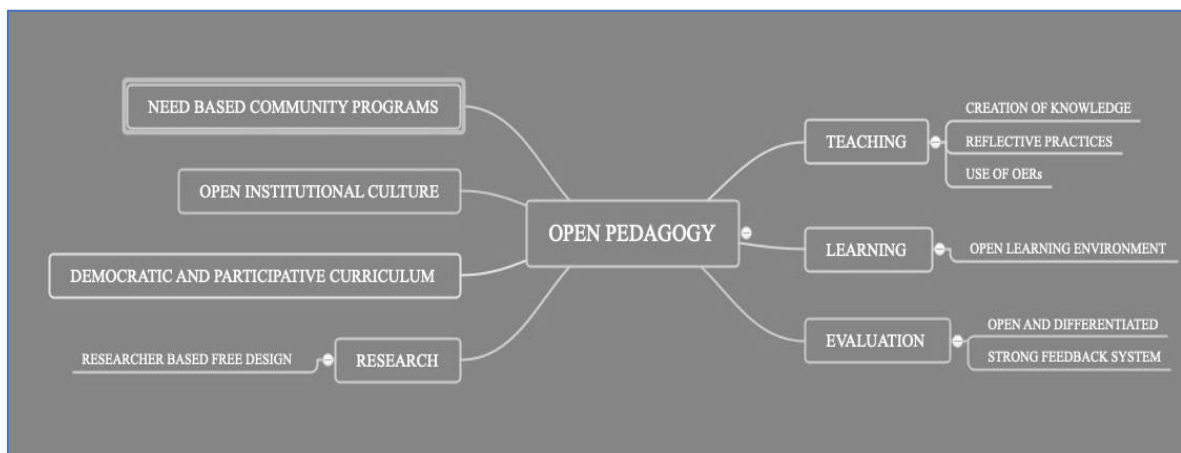 NEED BASED COMMUNITY PROGRAMS
OPEN INSTITUTIONAL CULTURE
DEMOCRATIC AND PARTICIPATIVE CURRICULUM
RESEARCHER BASED FREE DESIGN
RESEARCH
OPEN PEDAGOGY
TEACHING
CREATION OF KNOWLEDGE
REFLECTIVE PRACTICES
USE OF OERs
LEARNING
OPEN LEARNING ENVIRONMENT
EVALUATION
OPEN AND DIFFERENTIATED
STRONG FEEDBACK SYSTEM